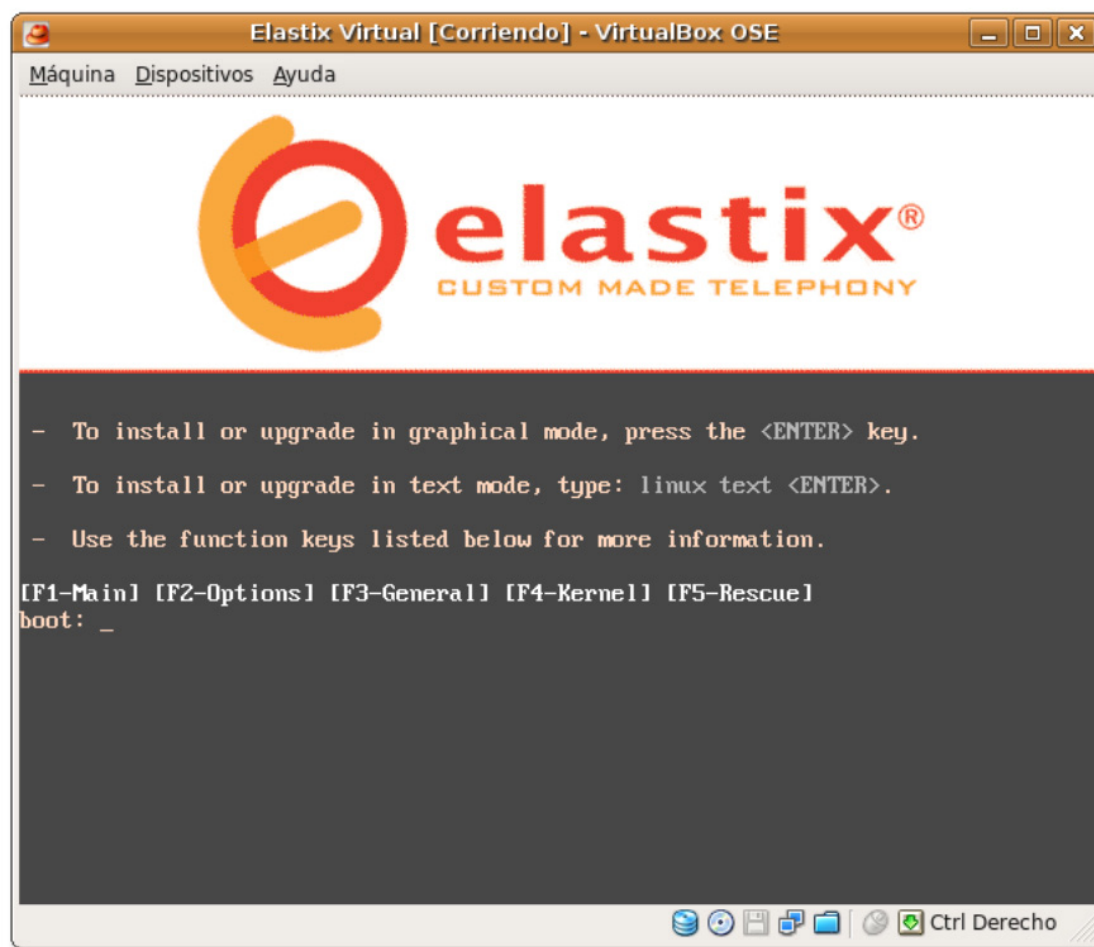 Elastix Virtual [Corriendo] - VirtualBox OSE
Máquina Dispositivos Ayuda
elastix®
CUSTOM MADE TELEPHONY
- To install or upgrade in graphical mode, press the <ENTER> key.
- To install or upgrade in text mode, type: linux text <ENTER>.
- Use the function keys listed below for more information.
[F1-Main] [F2-Options] [F3-General] [F4-Kernel] [F5-Rescue]
boot: _
Ctrl Derecho